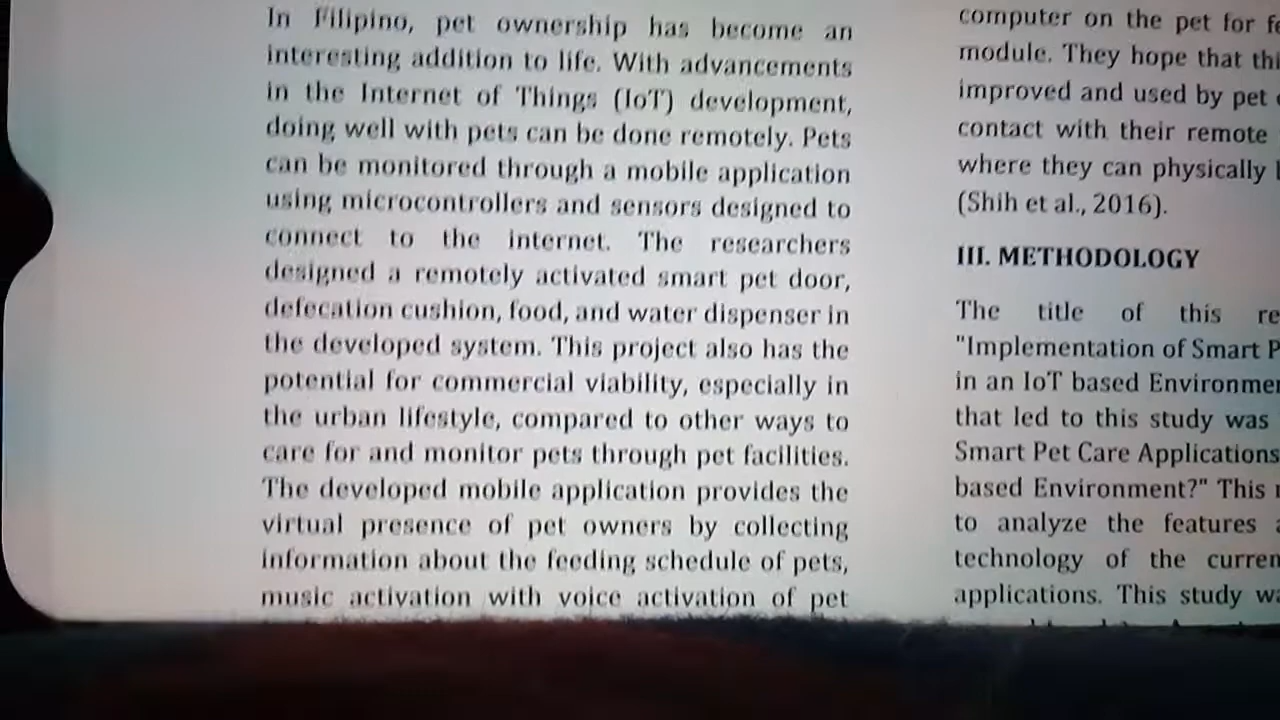 In Filipino, pet ownership has become an
interesting addition to life. With advancements
in the Internet of Things (IoT) development,
doing well with pets can be done remotely. Pets
can be monitored through a mobile application
using microcontrollers and sensors designed to
connect to the internet. The researchers
designed a remotely activated smart pet door,
defecation cushion, food, and water dispenser in
the developed system. This project also has the
potential for commercial viability, especially in
the urban lifestyle, compared to other ways to
care for and monitor pets through pet facilities.
The developed mobile application provides the
virtual presence of pet owners by collecting
information about the feeding schedule of pets,
music activation with voice activation of pet
computer on the pet for
module. They hope that
improved and used by pet
contact with their remote
where they can physically
(Shih et al., 2016).
III. METHODOLOGY
The title of this
"Implementation of Smart
in an IoT based
that led to this study was
Smart Pet Care Applications
based Environment?" This
to analyze the features
technology of the
applications. This study